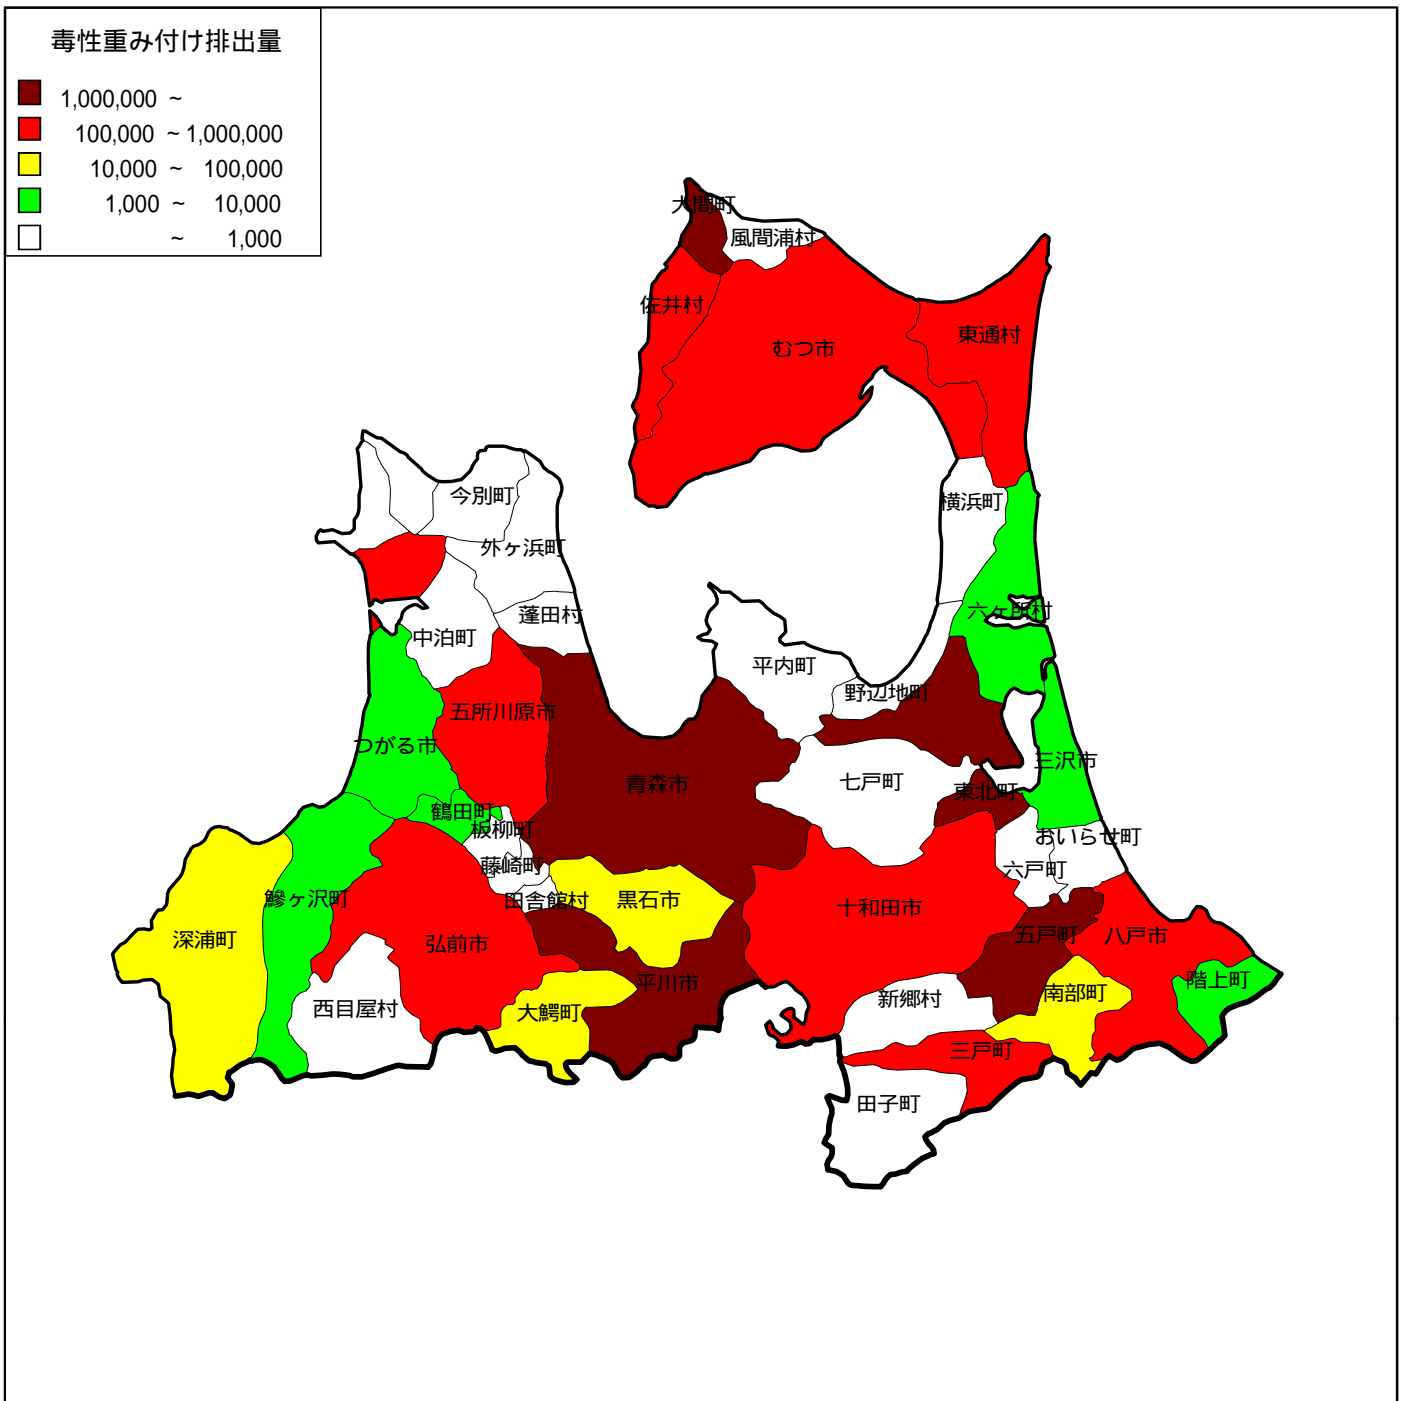 毒性重み付け排出量
1,000,000 ~
100,000 ~ 1,000,000
10,000 ~ 100,000
1,000 ~ 10,000
~ 1,000
大間町
風間浦村
佐井村
東通村
むつ市
今別町
横浜町
外ヶ浜町
六ヶ所村
蓬田村
中泊町
平内町
野辺地町
五所川原市
つがる市
三沢市
青森市
七戸町
東北町
鶴田町
板柳町
おいらせ町
藤崎町
六戸町
鰺ヶ沢町
田舎館村
黒石市
十和田市
深浦町
弘前市
五戸町
八戸市
平川市
階上町
南部町
新郷村
西目屋村
大鰐町
三戸町
田子町